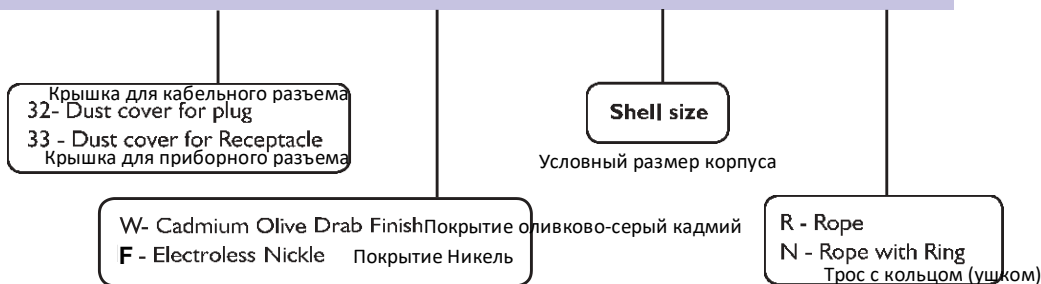 Крышка для кабельного разъема
32- Dust cover for plug
33 - Dust cover for Receptacle
Крышка для приборного разъема
Shell size
Условный размер корпуса
W- Cadmium Olive Drab Finish Покрытие оливково-серый кадмий
F - Electroless Nickle Покрытие Никель
R - Rope
N - Rope with Ring
Трос с кольцом (ушком)